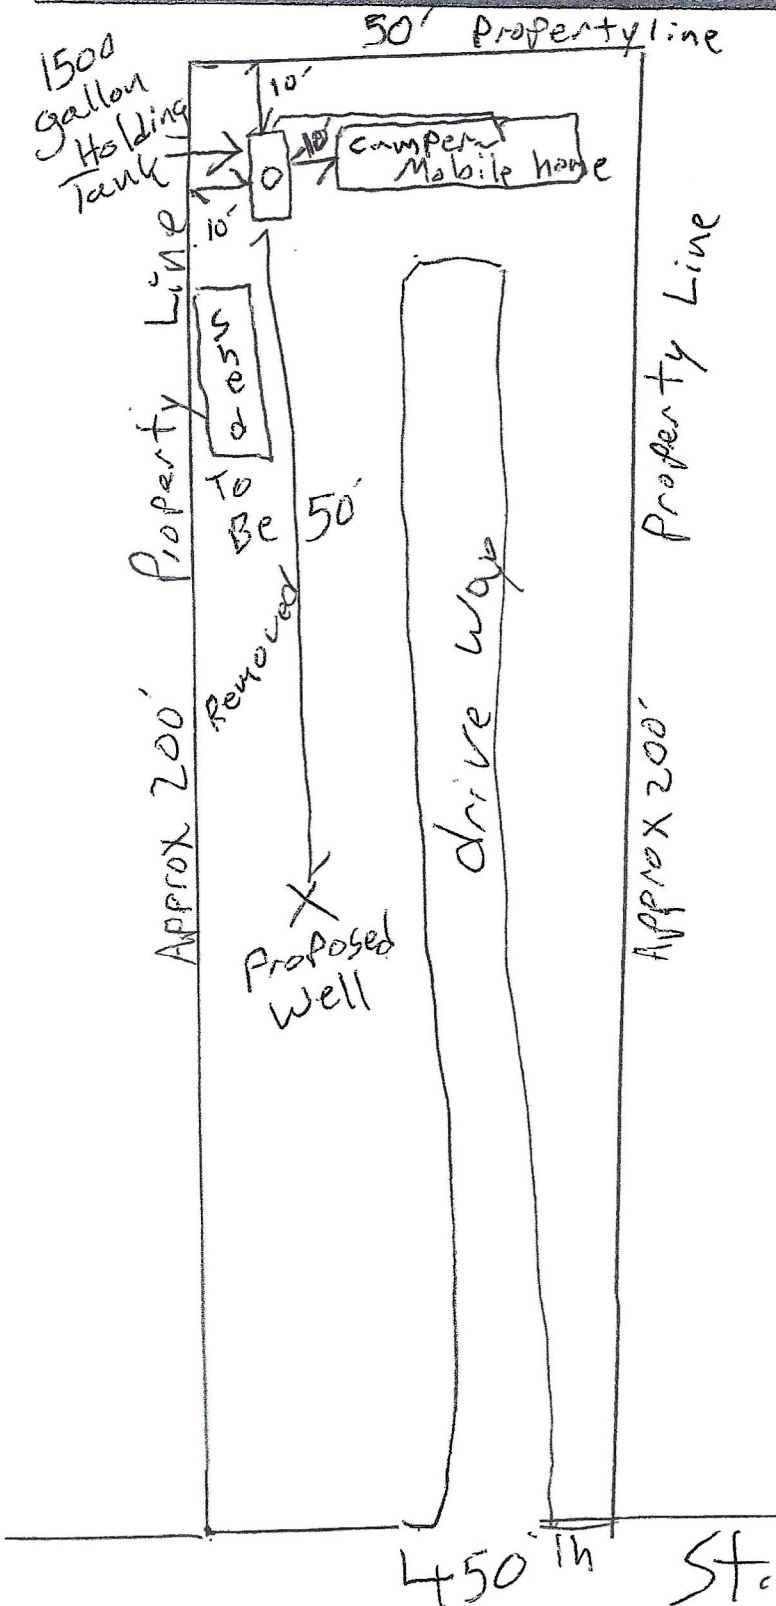 50' Property line
1500
gallon
Holding
Tank
10'
10'
10'
camper
Mobile home
O
Property Line
Approx 200'
Shed
To
Be
Removed
50'
drive way
Property Line
Approx 200'
X
Proposed
Well
450th St.